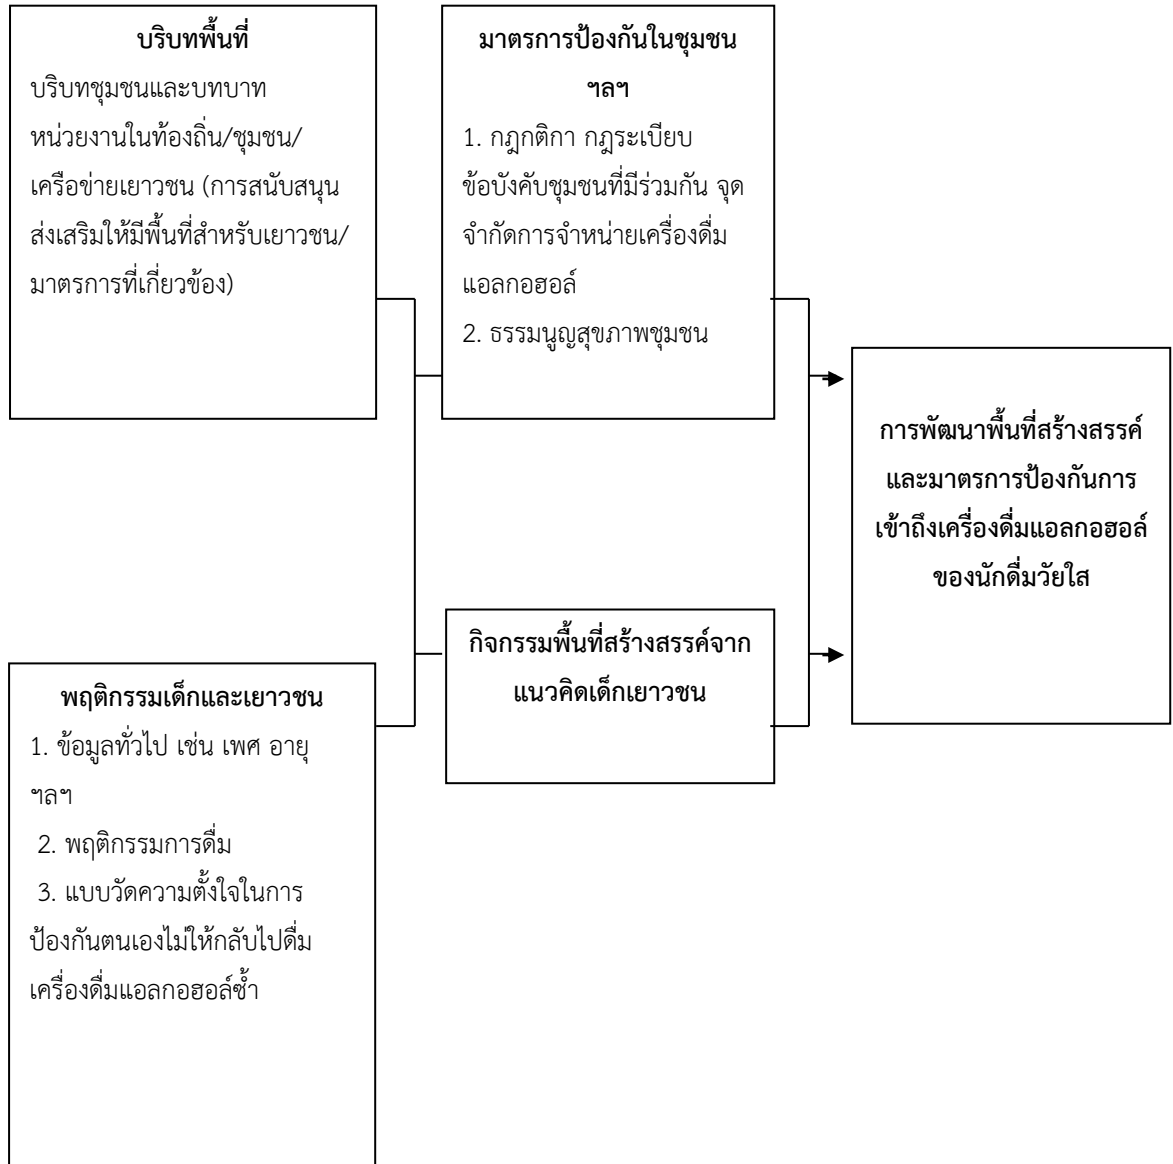 บริบทพื้นที่
บริบทชุมชนและบทบาท
หน่วยงานในท้องถิ่น/ชุมชน/
เครือข่ายเยาวชน (การสนับสนุน
ส่งเสริมให้มีพื้นที่สำหรับเยาวชน/
มาตรการที่เกี่ยวข้อง)
มาตรการป้องกันในชุมชน
ฯลฯ
1. กฎกติกา กฎระเบียบ
ข้อบังคับชุมชนที่มีร่วมกัน จุด
จำกัดการจำหน่ายเครื่องดื่ม
แอลกอฮอล์
2. ธรรมนูญสุขภาพชุมชน
พฤติกรรมเด็กและเยาวชน
1. ข้อมูลทั่วไป เช่น เพศ อายุ
ฯลฯ
2. พฤติกรรมการดื่ม
3. แบบวัดความตั้งใจในการ
ป้องกันตนเองไม่ให้กลับไปดื่ม
เครื่องดื่มแอลกอฮอล์ซ้ำ
กิจกรรมพื้นที่สร้างสรรค์จาก
แนวคิดเด็กเยาวชน
การพัฒนาพื้นที่สร้างสรรค์
และมาตรการป้องกันการ
เข้าถึงเครื่องดื่มแอลกอฮอล์
ของนักดื่มวัยใส